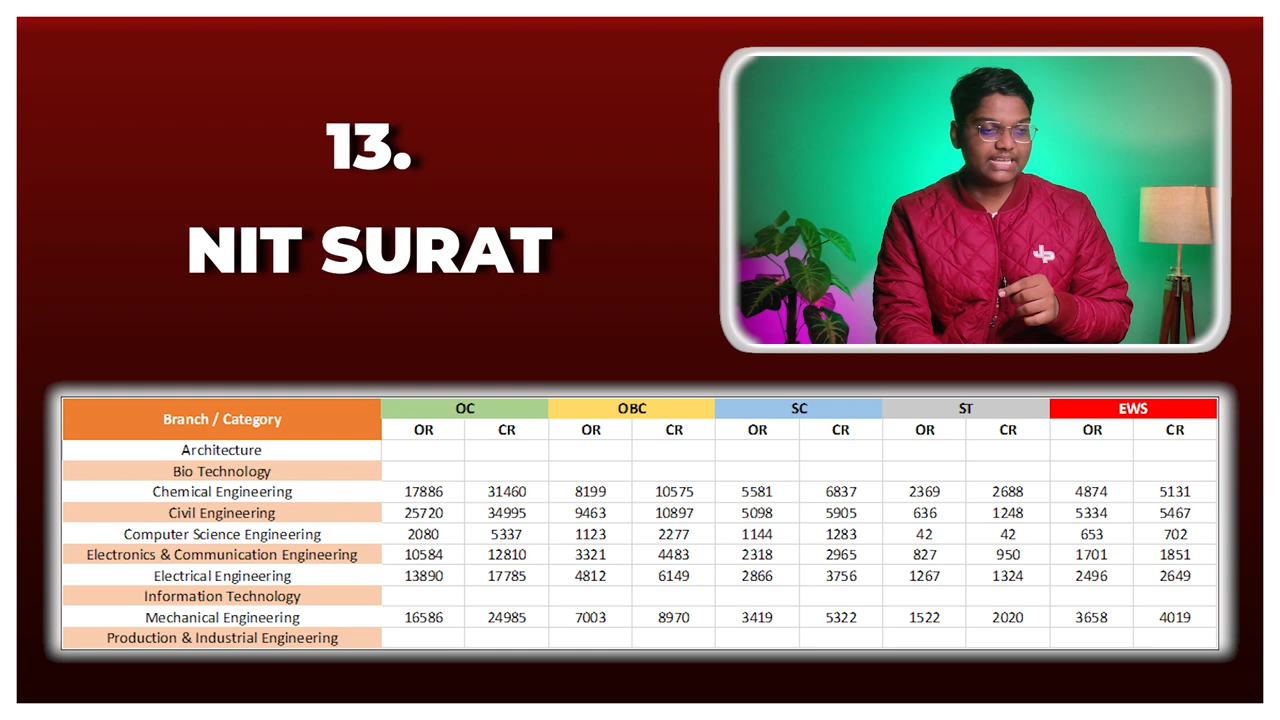 13.
NIT SURAT
JP
Branch / Category OC OBC SC ST EWS
OR CR OR CR OR CR OR CR OR CR
Architecture
Bio Technology
Chemical Engineering 17886 31460 8199 10575 5581 6837 2369 2688 4874 5131
Civil Engineering 25720 34995 9463 10897 5098 5905 636 1248 5334 5467
Computer Science Engineering 2080 5337 1123 2277 1144 1283 42 42 653 702
Electronics & Communication Engineering 10584 12810 3321 4483 2318 2965 827 950 1701 1851
Electrical Engineering 13890 17785 4812 6149 2866 3756 1267 1324 2496 2649
Information Technology
Mechanical Engineering 16586 24985 7003 8970 3419 5322 1522 2020 3658 4019
Production & Industrial Engineering